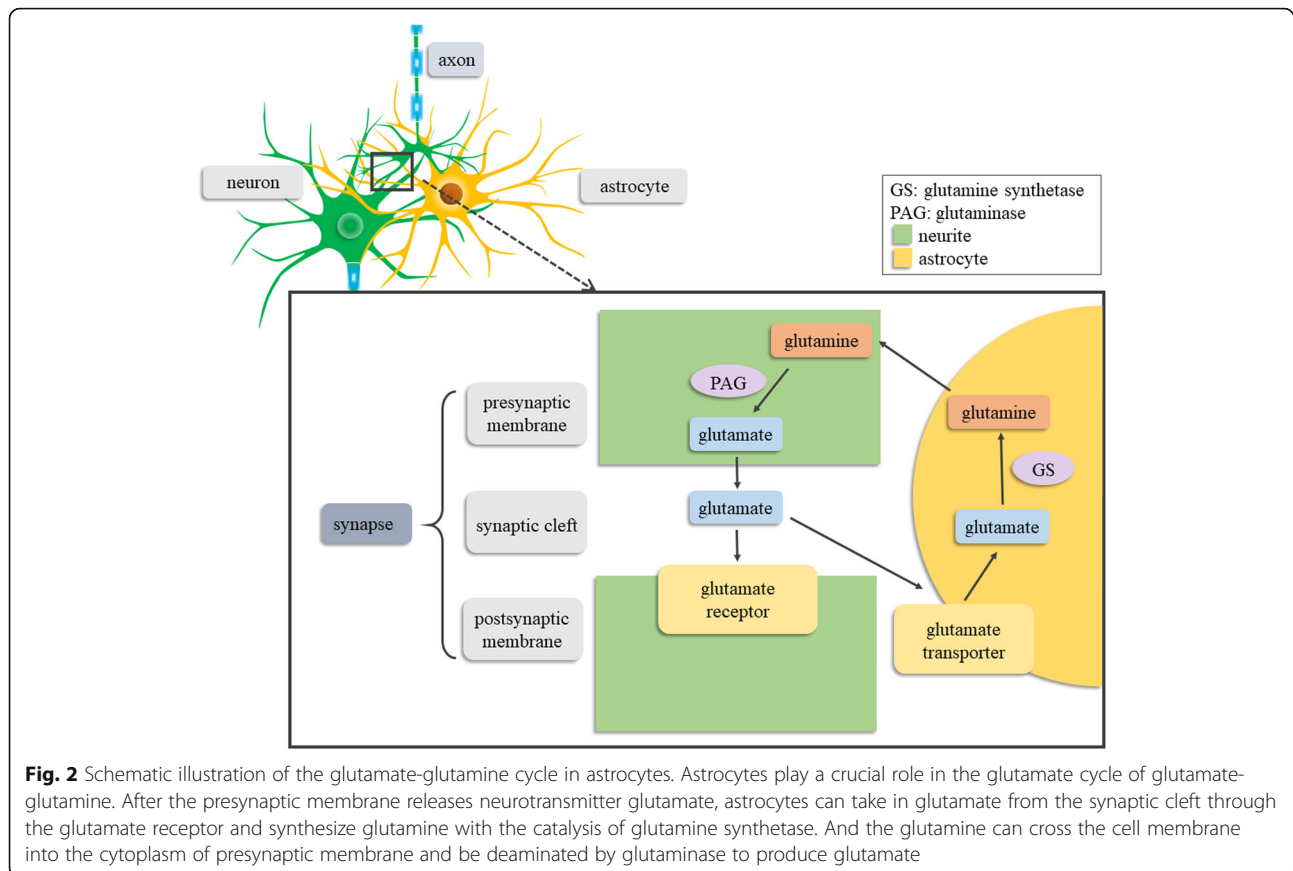 axon
neuron
astrocyte
GS: glutamine synthetase
PAG: glutaminase
neurite
astrocyte
glutamine
PAG
presynaptic
membrane
glutamate
glutamine
GS
glutamate
synapse
synaptic cleft
glutamate
glutamate
receptor
postsynaptic
membrane
glutamate
transporter
Fig. 2 Schematic illustration of the glutamate-glutamine cycle in astrocytes. Astrocytes play a crucial role in the glutamate cycle of glutamate-
glutamine. After the presynaptic membrane releases neurotransmitter glutamate, astrocytes can take in glutamate from the synaptic cleft through
the glutamate receptor and synthesize glutamine with the catalysis of glutamine synthetase. And the glutamine can cross the cell membrane
into the cytoplasm of presynaptic membrane and be deaminated by glutaminase to produce glutamate